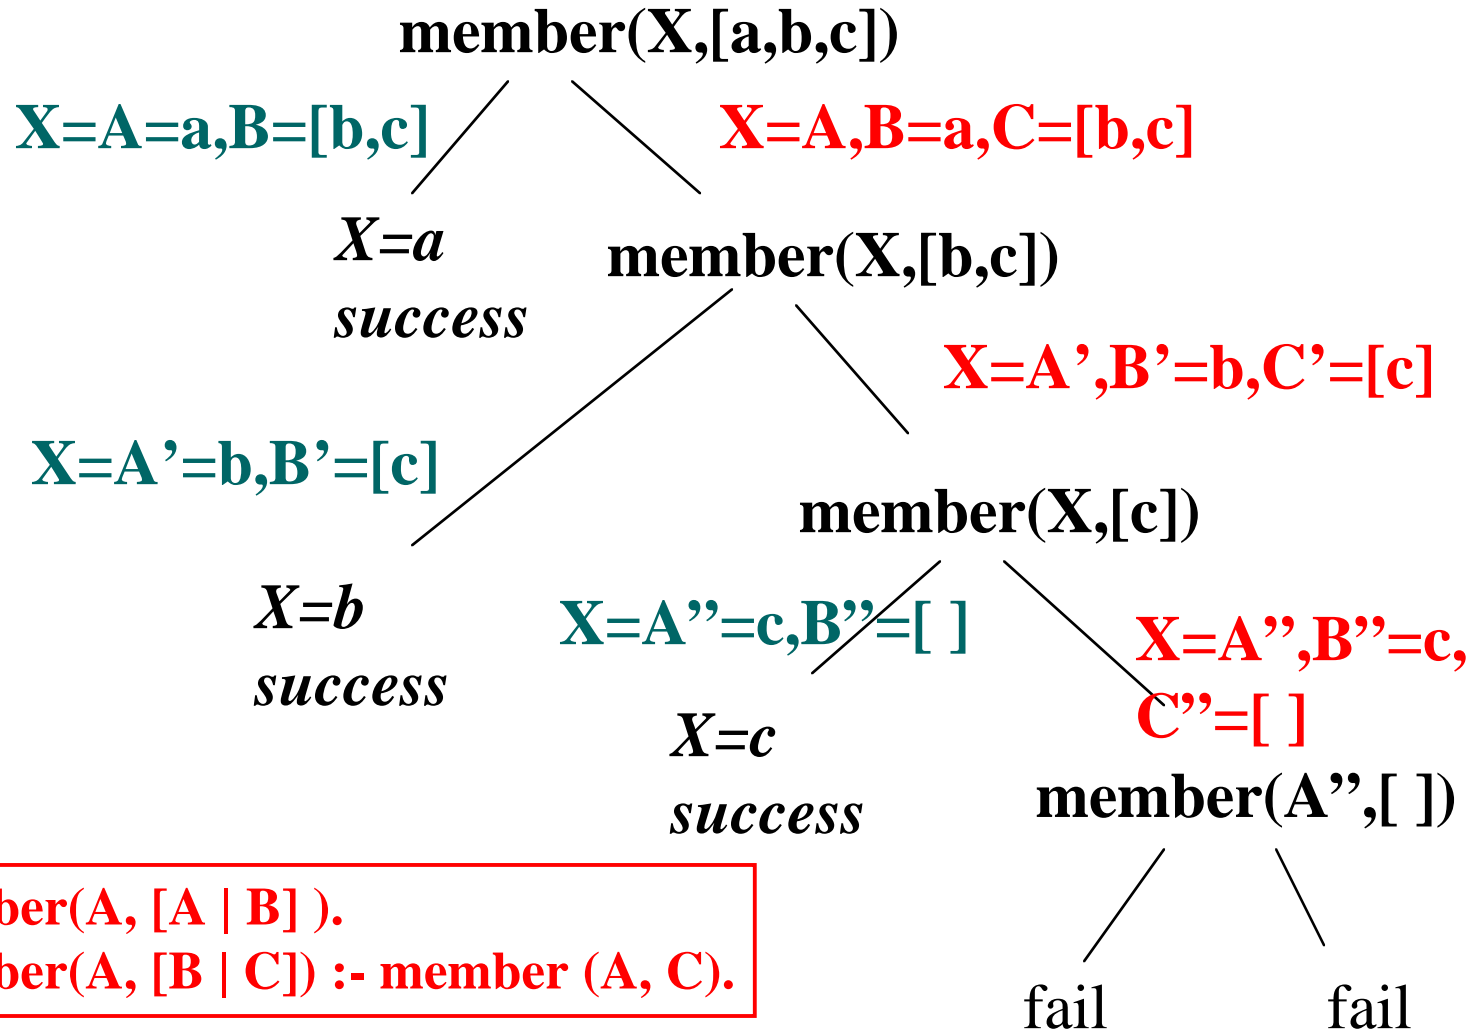 member(X,[a,b,c])
X=A=a,B=[b,c]
X=A,B=a,C=[b,c]
X=a
success
member(X,[b,c])
X=A’,B’=b,C’=[c]
X=A’=b,B’=[c]
member(X,[c])
X=b
success
X=A’’=c,B’’=[ ]
X=A’’,B’’=c,
C’’=[ ]
X=c
success
member(A’’,[ ])
ber(A, [A | B] ).
ber(A, [B | C]) :- member (A, C).
fail
fail